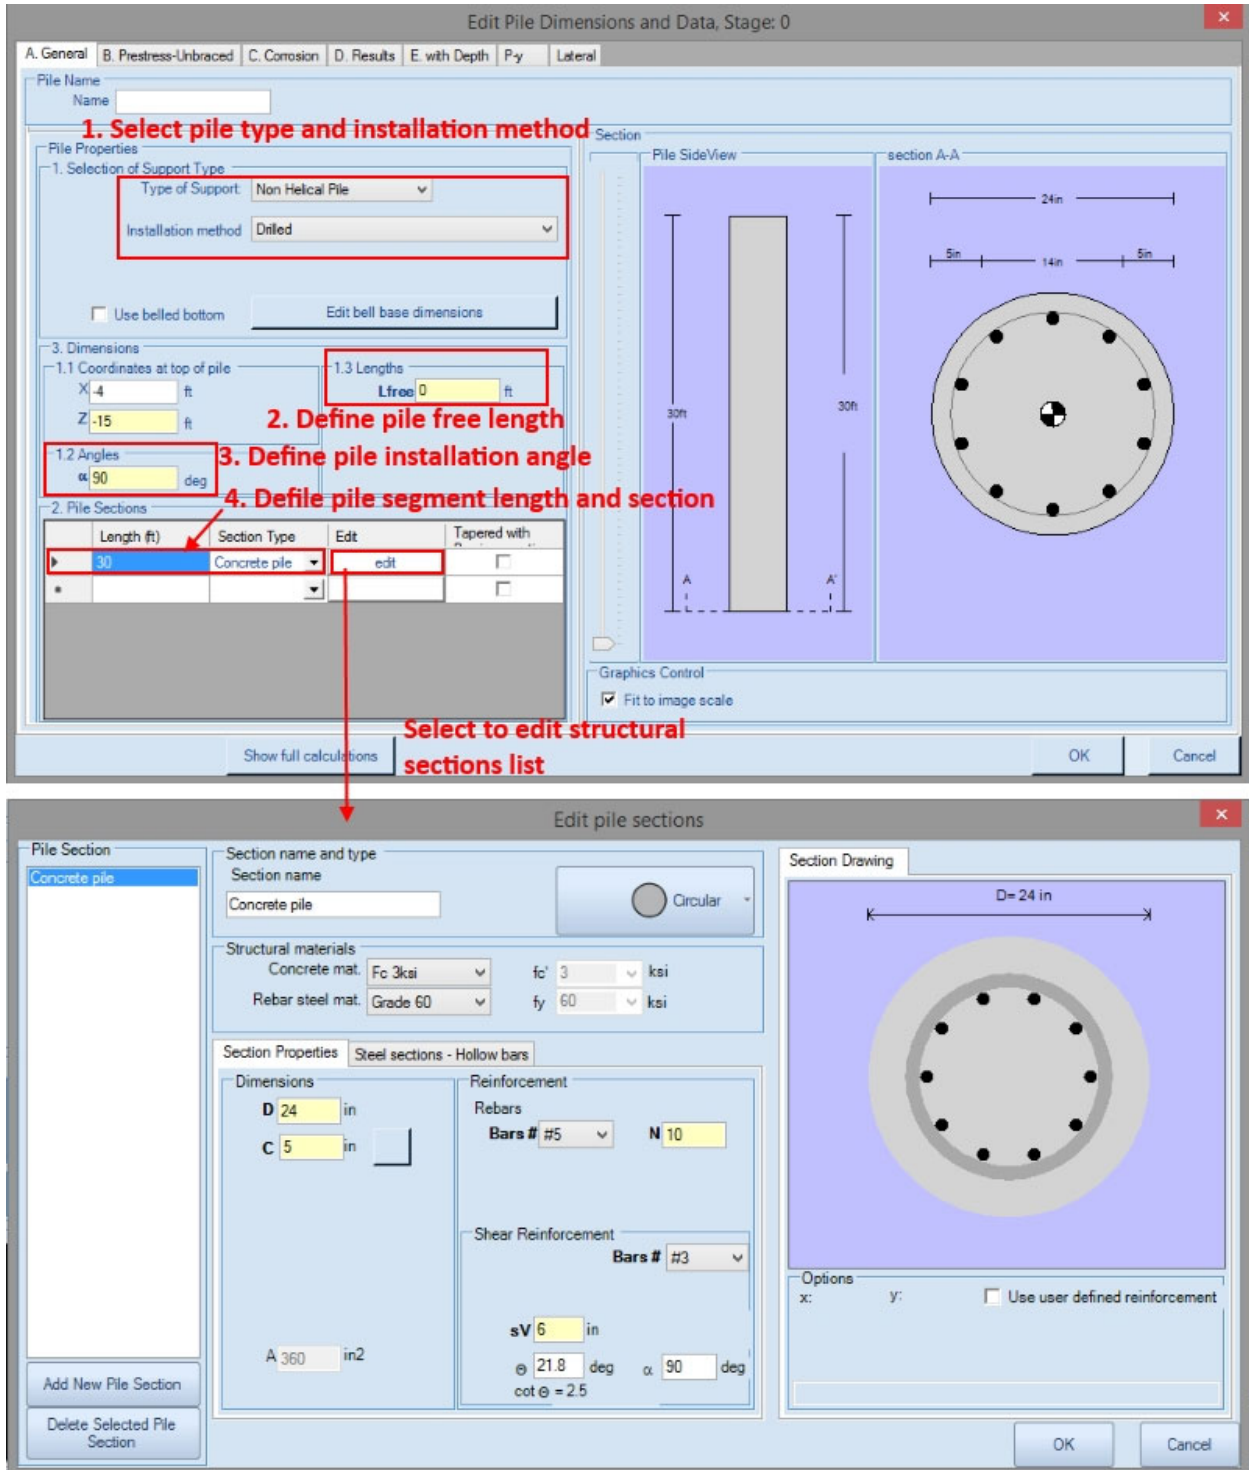 Edit Pile Dimensions and Data, Stage: 0
A. General B. Prestress-Unbraced C. Corrosion D. Results E. with Depth P-y Lateral
Pile Name
Name
1. Select pile type and installation method
Pile Properties
1. Selection of Support Type
Type of Support: Non Helical Pile
Installation method Drilled
Use belled bottom Edit bell base dimensions
3. Dimensions
1.1 Coordinates at top of pile
X -4 ft
Z -15 ft
1.3 Lengths
Lfree 0 ft
2. Define pile free length
1.2 Angles
α 90 deg
3. Define pile installation angle
4. Defile pile segment length and section
2. Pile Sections
Length (ft) Section Type Edit Tapered with
30 Concrete pile edit
Section
Pile SideView
30ft 30ft
A A'
section A-A
24in
5in 14in 5in
Graphics Control
Fit to image scale
Select to edit structural
sections list
Show full calculations OK Cancel
Edit pile sections
Pile Section
Concrete pile
Add New Pile Section
Delete Selected Pile
Section
Section name and type
Section name
Concrete pile
Circular
Structural materials
Concrete mat. Fc 3ksi fc' 3 ksi
Rebar steel mat. Grade 60 fy 60 ksi
Section Properties Steel sections - Hollow bars
Dimensions
D 24 in
C 5 in
A 360 in2
Reinforcement
Rebars
Bars # #5 N 10
Shear Reinforcement
Bars # #3
sV 6 in
Θ 21.8 deg α 90 deg
cot Θ = 2.5
Section Drawing
D= 24 in
Options
x: y: Use user defined reinforcement
OK Cancel